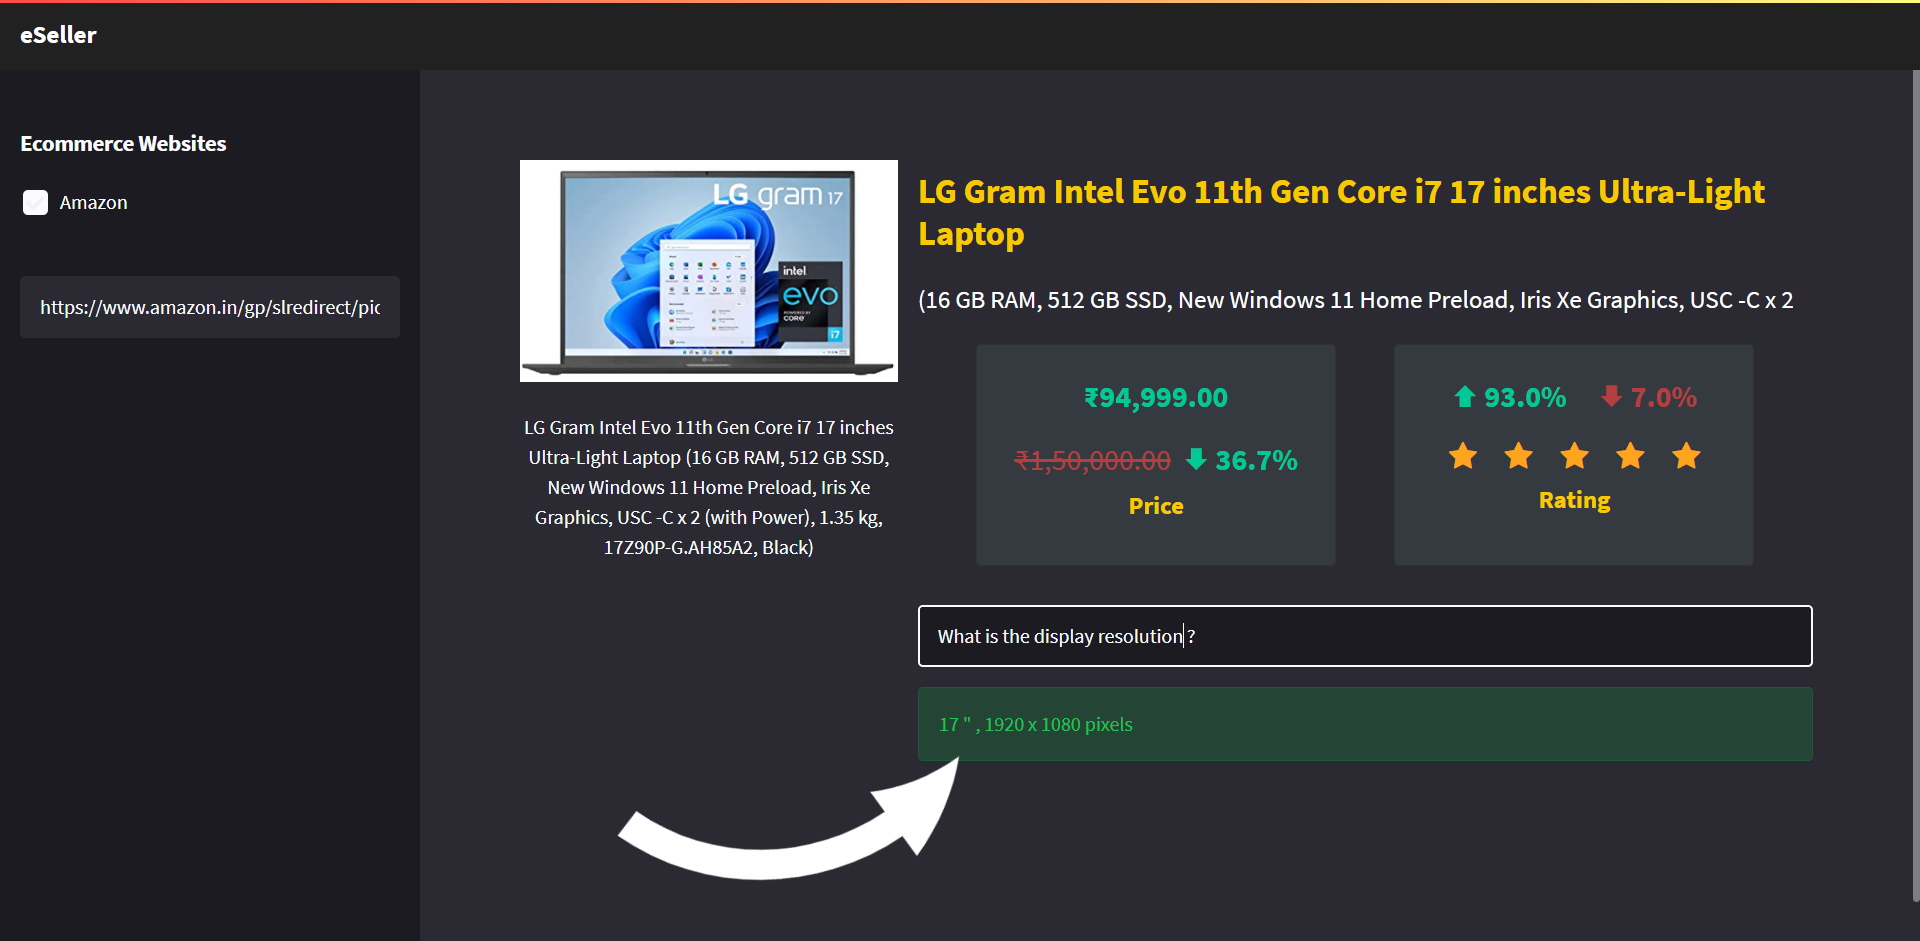 eSeller
Ecommerce Websites
Amazon
https://www.amazon.in/gp/slredirect/pic
LG gram 17
intel
evo
POWERED BY
CORE
i7
LG Gram Intel Evo 11th Gen Core i7 17 inches
Ultra-Light Laptop (16 GB RAM, 512 GB SSD,
New Windows 11 Home Preload, Iris Xe
Graphics, USC -C x 2 (with Power), 1.35 kg,
17Z90P-G.AH85A2, Black)
LG Gram Intel Evo 11th Gen Core i7 17 inches Ultra-Light
Laptop
(16 GB RAM, 512 GB SSD, New Windows 11 Home Preload, Iris Xe Graphics, USC -C x 2
₹94,999.00
₹1,50,000.00 36.7%
Price
93.0% 7.0%
Rating
What is the display resolution ?
17 " , 1920 x 1080 pixels